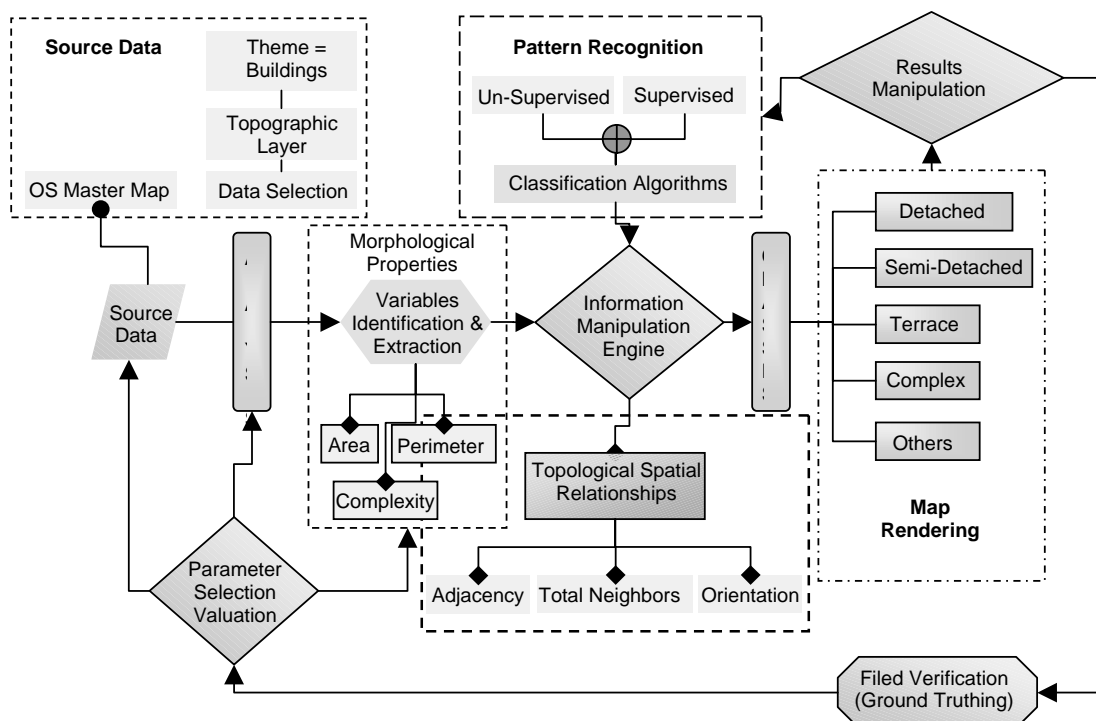 Source Data
Theme =
Buildings
Topographic
Layer
OS Master Map
Data Selection
Pattern Recognition
Un-Supervised
Supervised
Classification Algorithms
Results
Manipulation
Source
Data
Morphological
Properties
Variables
Identification &
Extraction
Area
Perimeter
Complexity
Information
Manipulation
Engine
Topological Spatial
Relationships
Adjacency
Total Neighbors
Orientation
Detached
Semi-Detached
Terrace
Complex
Others
Map
Rendering
Parameter
Selection
Valuation
Filed Verification
(Ground Truthing)